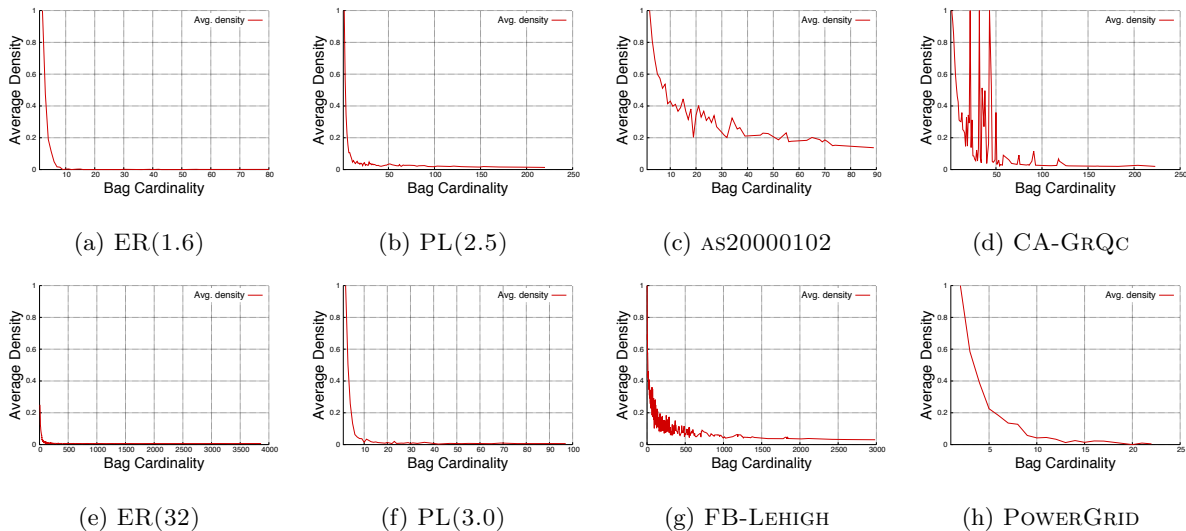 Avg. density
Average Density
1
0.8
0.6
0.4
0.2
0
10 20 30 40 50 60 70 80
Bag Cardinality
(a) ER(1.6)
Avg. density
Average Density
1
0.8
0.6
0.4
0.2
0
50 100 150 200 250
Bag Cardinality
(b) PL(2.5)
Avg. density
Average Density
1
0.8
0.6
0.4
0.2
0
10 20 30 40 50 60 70 80 90
Bag Cardinality
(c) AS20000102
Avg. density
Average Density
1
0.8
0.6
0.4
0.2
0
50 100 150 200 250
Bag Cardinality
(d) CA-GRQC
Avg. density
Average Density
1
0.8
0.6
0.4
0.2
0
0 500 1000 1500 2000 2500 3000 3500 4000
Bag Cardinality
(e) ER(32)
Avg. density
Average Density
1
0.8
0.6
0.4
0.2
0
10 20 30 40 50 60 70 80 90 100
Bag Cardinality
(f) PL(3.0)
Avg. density
Average Density
1
0.8
0.6
0.4
0.2
0
0 500 1000 1500 2000 2500 3000
Bag Cardinality
(g) FB-LEHIGH
Avg. density
Average Density
1
0.8
0.6
0.4
0.2
0
5 10 15 20 25
Bag Cardinality
(h) POWERGRID